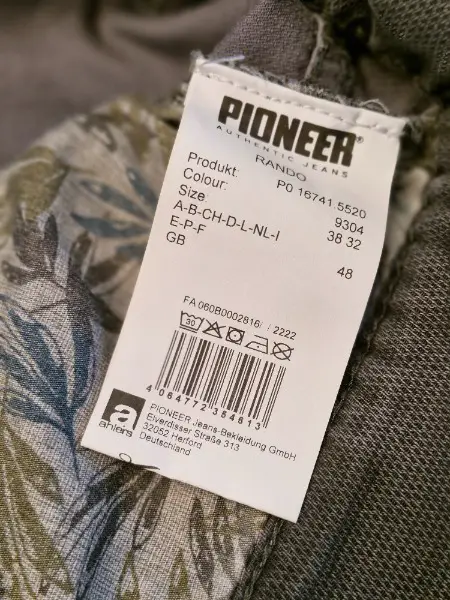 PIONEER
AUTHENTIC JEANS
RANDO
Produkt: P0 16741.5520
Colour: 9304
Size: 38 32
A-B-CH-D-L-NL-I
E-P-F 48
GB
FA 060B0002816/ / 2222
30
4 064772 354813
a
ahlers
PIONEER Jeans-Bekleidung GmbH
Elverdisser Straße 313
32052 Herford
Deutschland